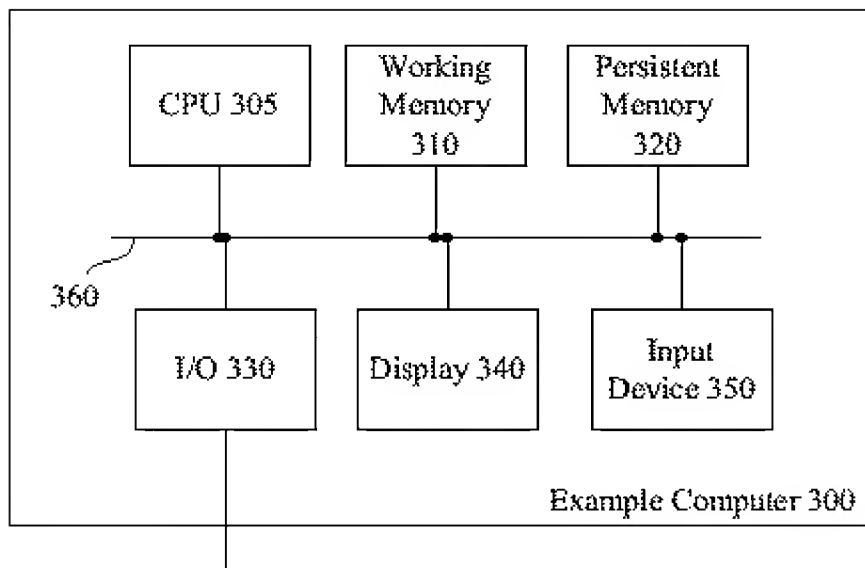 CPU 305
Working
Memory
310
Persistent
Memory
320
360
I/O 330
Display 340
Input
Device 350
Example Computer 300